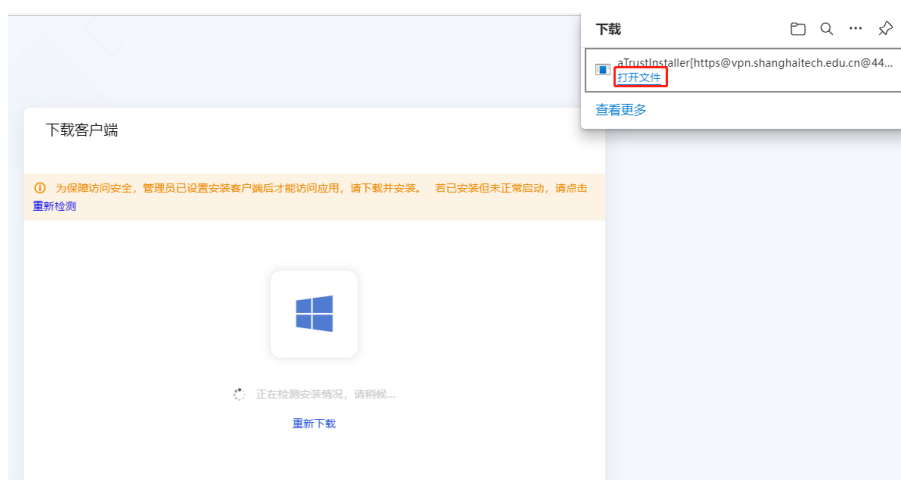 下载
aTrustInstaller[https@vpn.shanghaitech.edu.cn@44...
打开文件
查看更多
下载客户端
为保障访问安全，管理员已设置安装客户端后才能访问应用，请下载并安装。 若已安装但未正常启动，请点击
重新检测
正在检测安装情况，请稍候...
重新下载